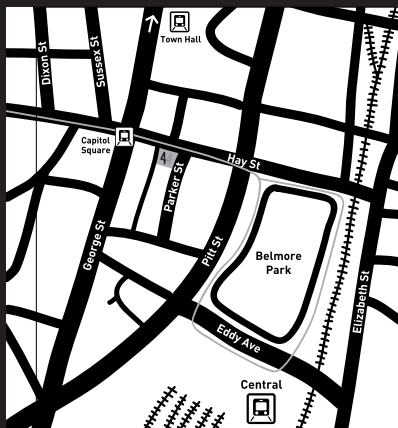 Town Hall
Dixon St
Sussex St
Capitol
Square
4
Hay St
Parker St
George St
Pitt St
Belmore
Park
Elizabeth St
Eddy Ave
Central